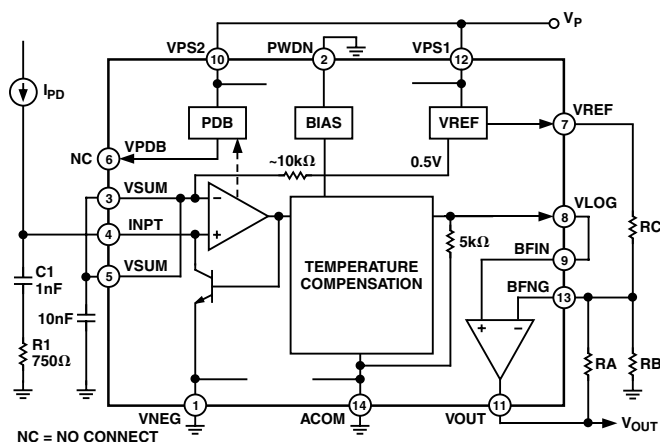 V_P
VPS2 PWDN VPS1
10 2 12
I_PD
PDB BIAS VREF
7 VREF
VPDB
NC 6
~10kΩ 0.5V
3 VSUM
VLOG
8
4 INPT
5kΩ
RC
BFIN
9
5 VSUM
BFNG
13
C1
1nF
10nF
TEMPERATURE
COMPENSATION
R1
750Ω
RA RB
1 14 11
VNEG ACOM VOUT
V_OUT
NC = NO CONNECT
− + + −